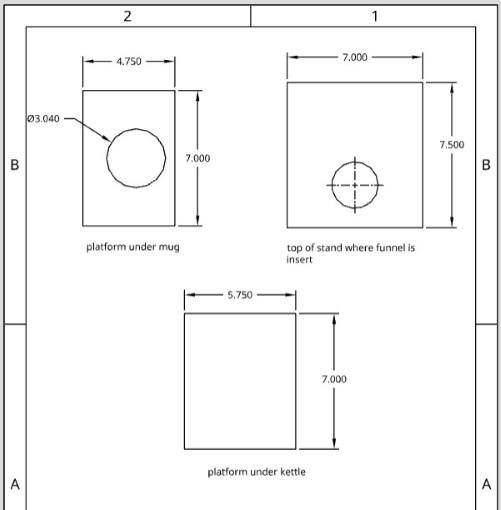 2 1
4.750
7.000
Ø3.040
7.000
7.500
B B
platform under mug
top of stand where funnel is
insert
5.750
7.000
platform under kettle
A A